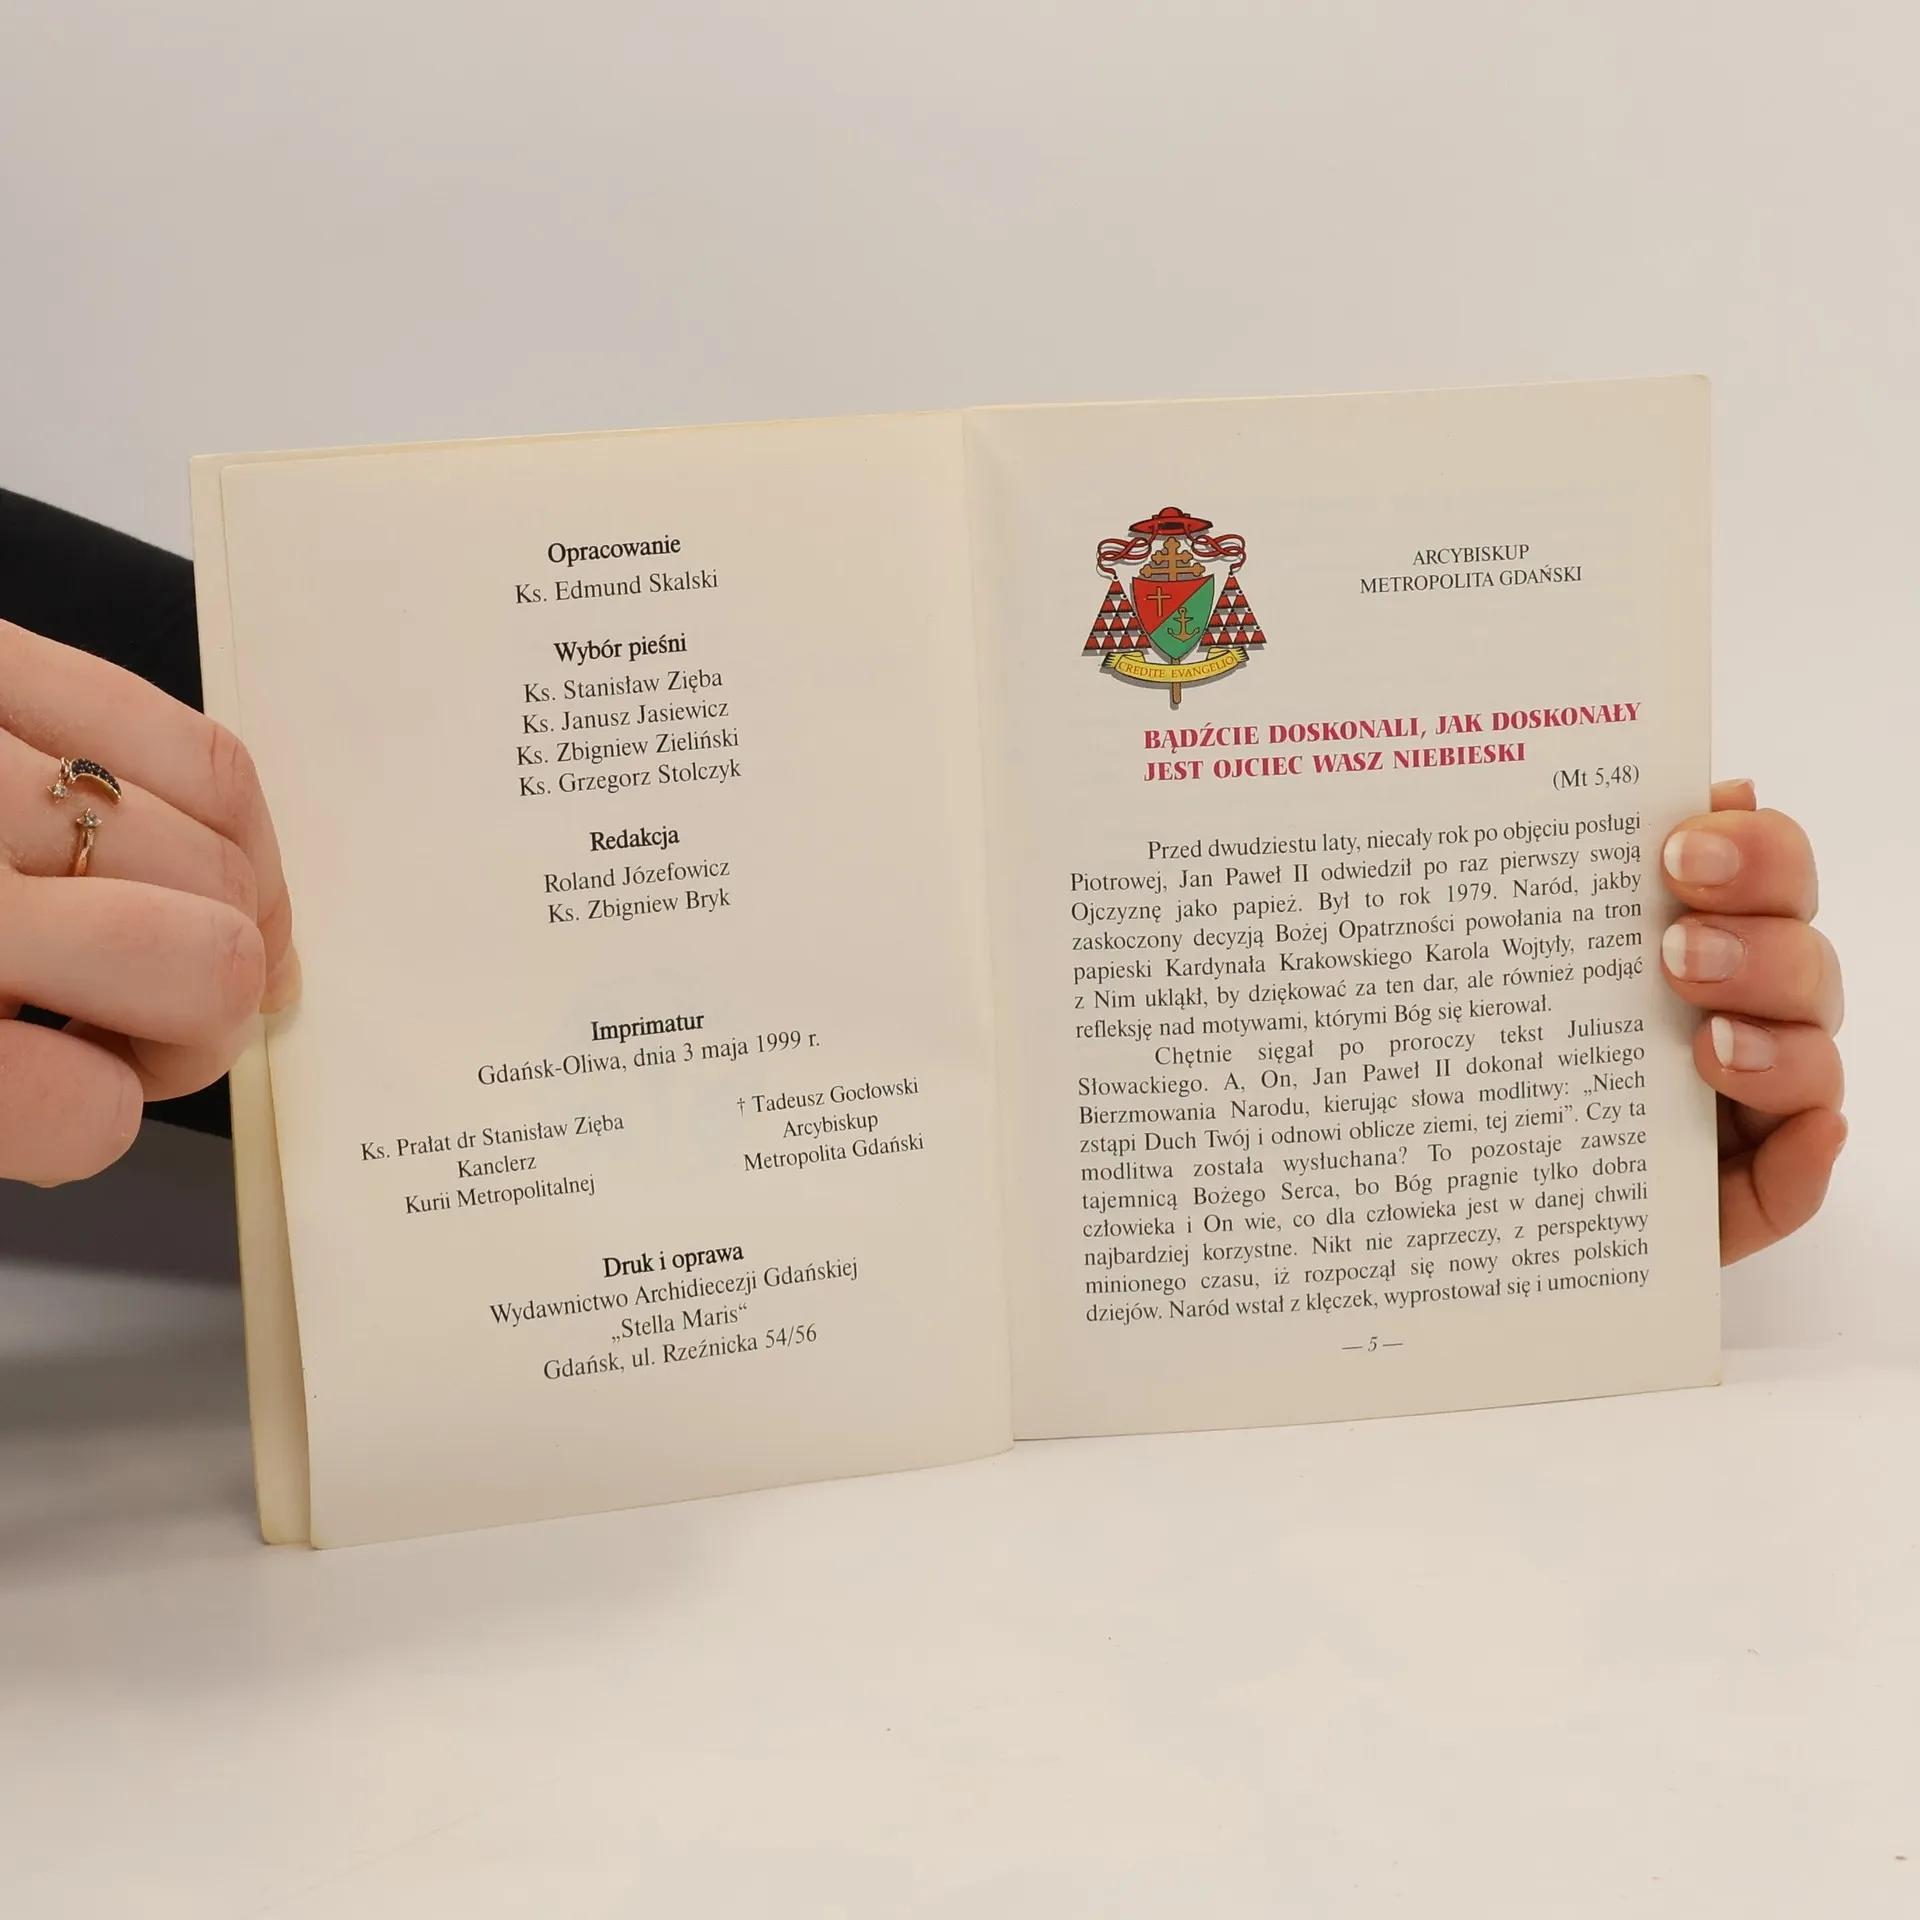 Opracowanie
Ks. Edmund Skalski
Wybór pieśni
Ks. Stanisław Zięba
Ks. Janusz Jasiewicz
Ks. Zbigniew Zieliński
Ks. Grzegorz Stolczyk
Redakcja
Roland Józefowicz
Ks. Zbigniew Bryk
Imprimatur
Gdańsk-Oliwa, dnia 3 maja 1999 r.
Ks. Prałat dr Stanisław Zięba
Kanclerz
Kurii Metropolitalnej
† Tadeusz Gocłowski
Arcybiskup
Metropolita Gdański
Druk i oprawa
Wydawnictwo Archidiecezji Gdańskiej
„Stella Maris“
Gdańsk, ul. Rzeźnicka 54/56
CREDITE EVANGELIO
ARCYBISKUP
METROPOLITA GDAŃSKI
BĄDŹCIE DOSKONALI, JAK DOSKONAŁY
JEST OJCIEC WASZ NIEBIESKI
(Mt 5,48)
Przed dwudziestu laty, niecały rok po objęciu posługi
Piotrowej, Jan Paweł II odwiedził po raz pierwszy swoją
Ojczyznę jako papież. Był to rok 1979. Naród, jakby
zaskoczony decyzją Bożej Opatrzności powołania na tron
papieski Kardynała Krakowskiego Karola Wojtyły, razem
z Nim ukląkł, by dziękować za ten dar, ale również podjąć
refleksję nad motywami, którymi Bóg się kierował.
Chętnie sięgał po proroczy tekst Juliusza
Słowackiego. A, On, Jan Paweł II dokonał wielkiego
Bierzmowania Narodu, kierując słowa modlitwy: „Niech
zstąpi Duch Twój i odnowi oblicze ziemi, tej ziemi”. Czy ta
modlitwa została wysłuchana? To pozostaje zawsze
tajemnicą Bożego Serca, bo Bóg pragnie tylko dobra
człowieka i On wie, co dla człowieka jest w danej chwili
najbardziej korzystne. Nikt nie zaprzeczy, z perspektywy
minionego czasu, iż rozpoczął się nowy okres polskich
dziejów. Naród wstał z klęczek, wyprostował się i umocniony
— 5 —